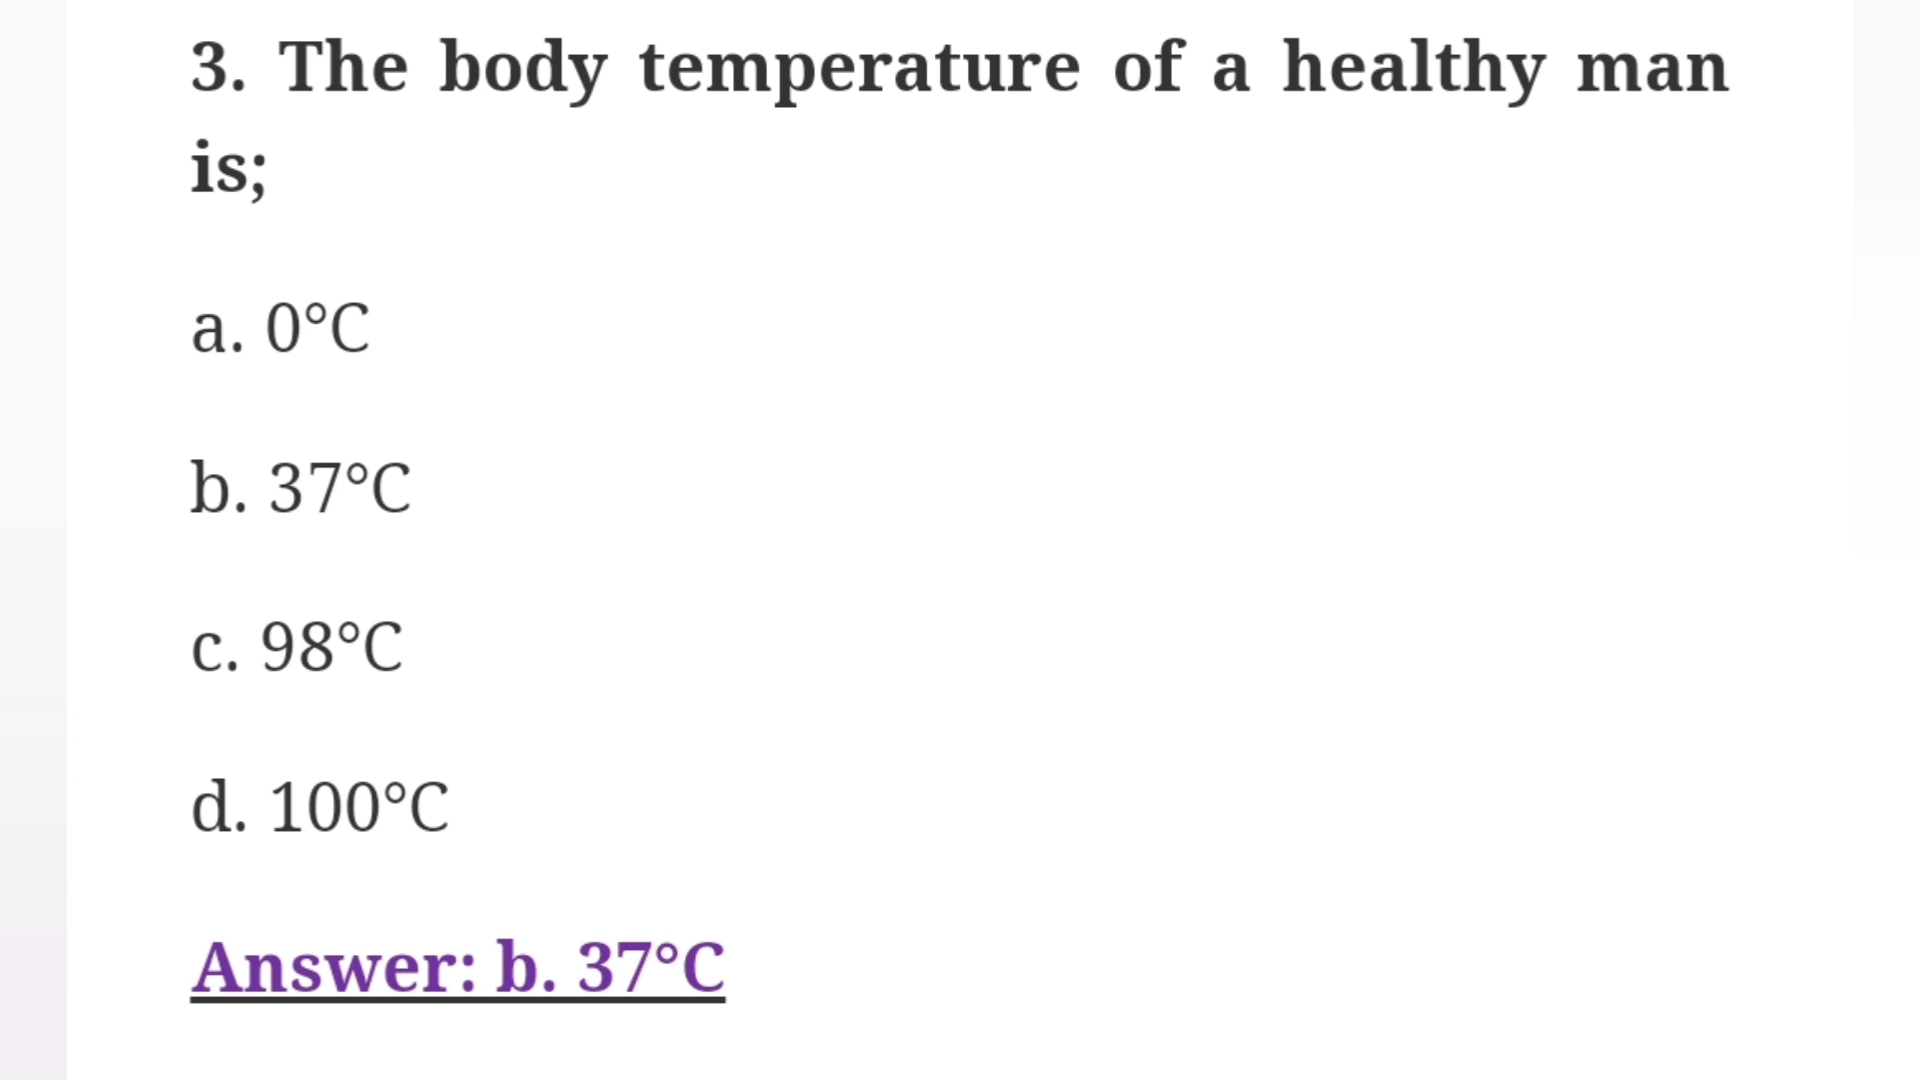 3. The body temperature of a healthy man
is;
a. 0°C
b. 37°C
c. 98°C
d. 100°C
Answer: b. 37°C